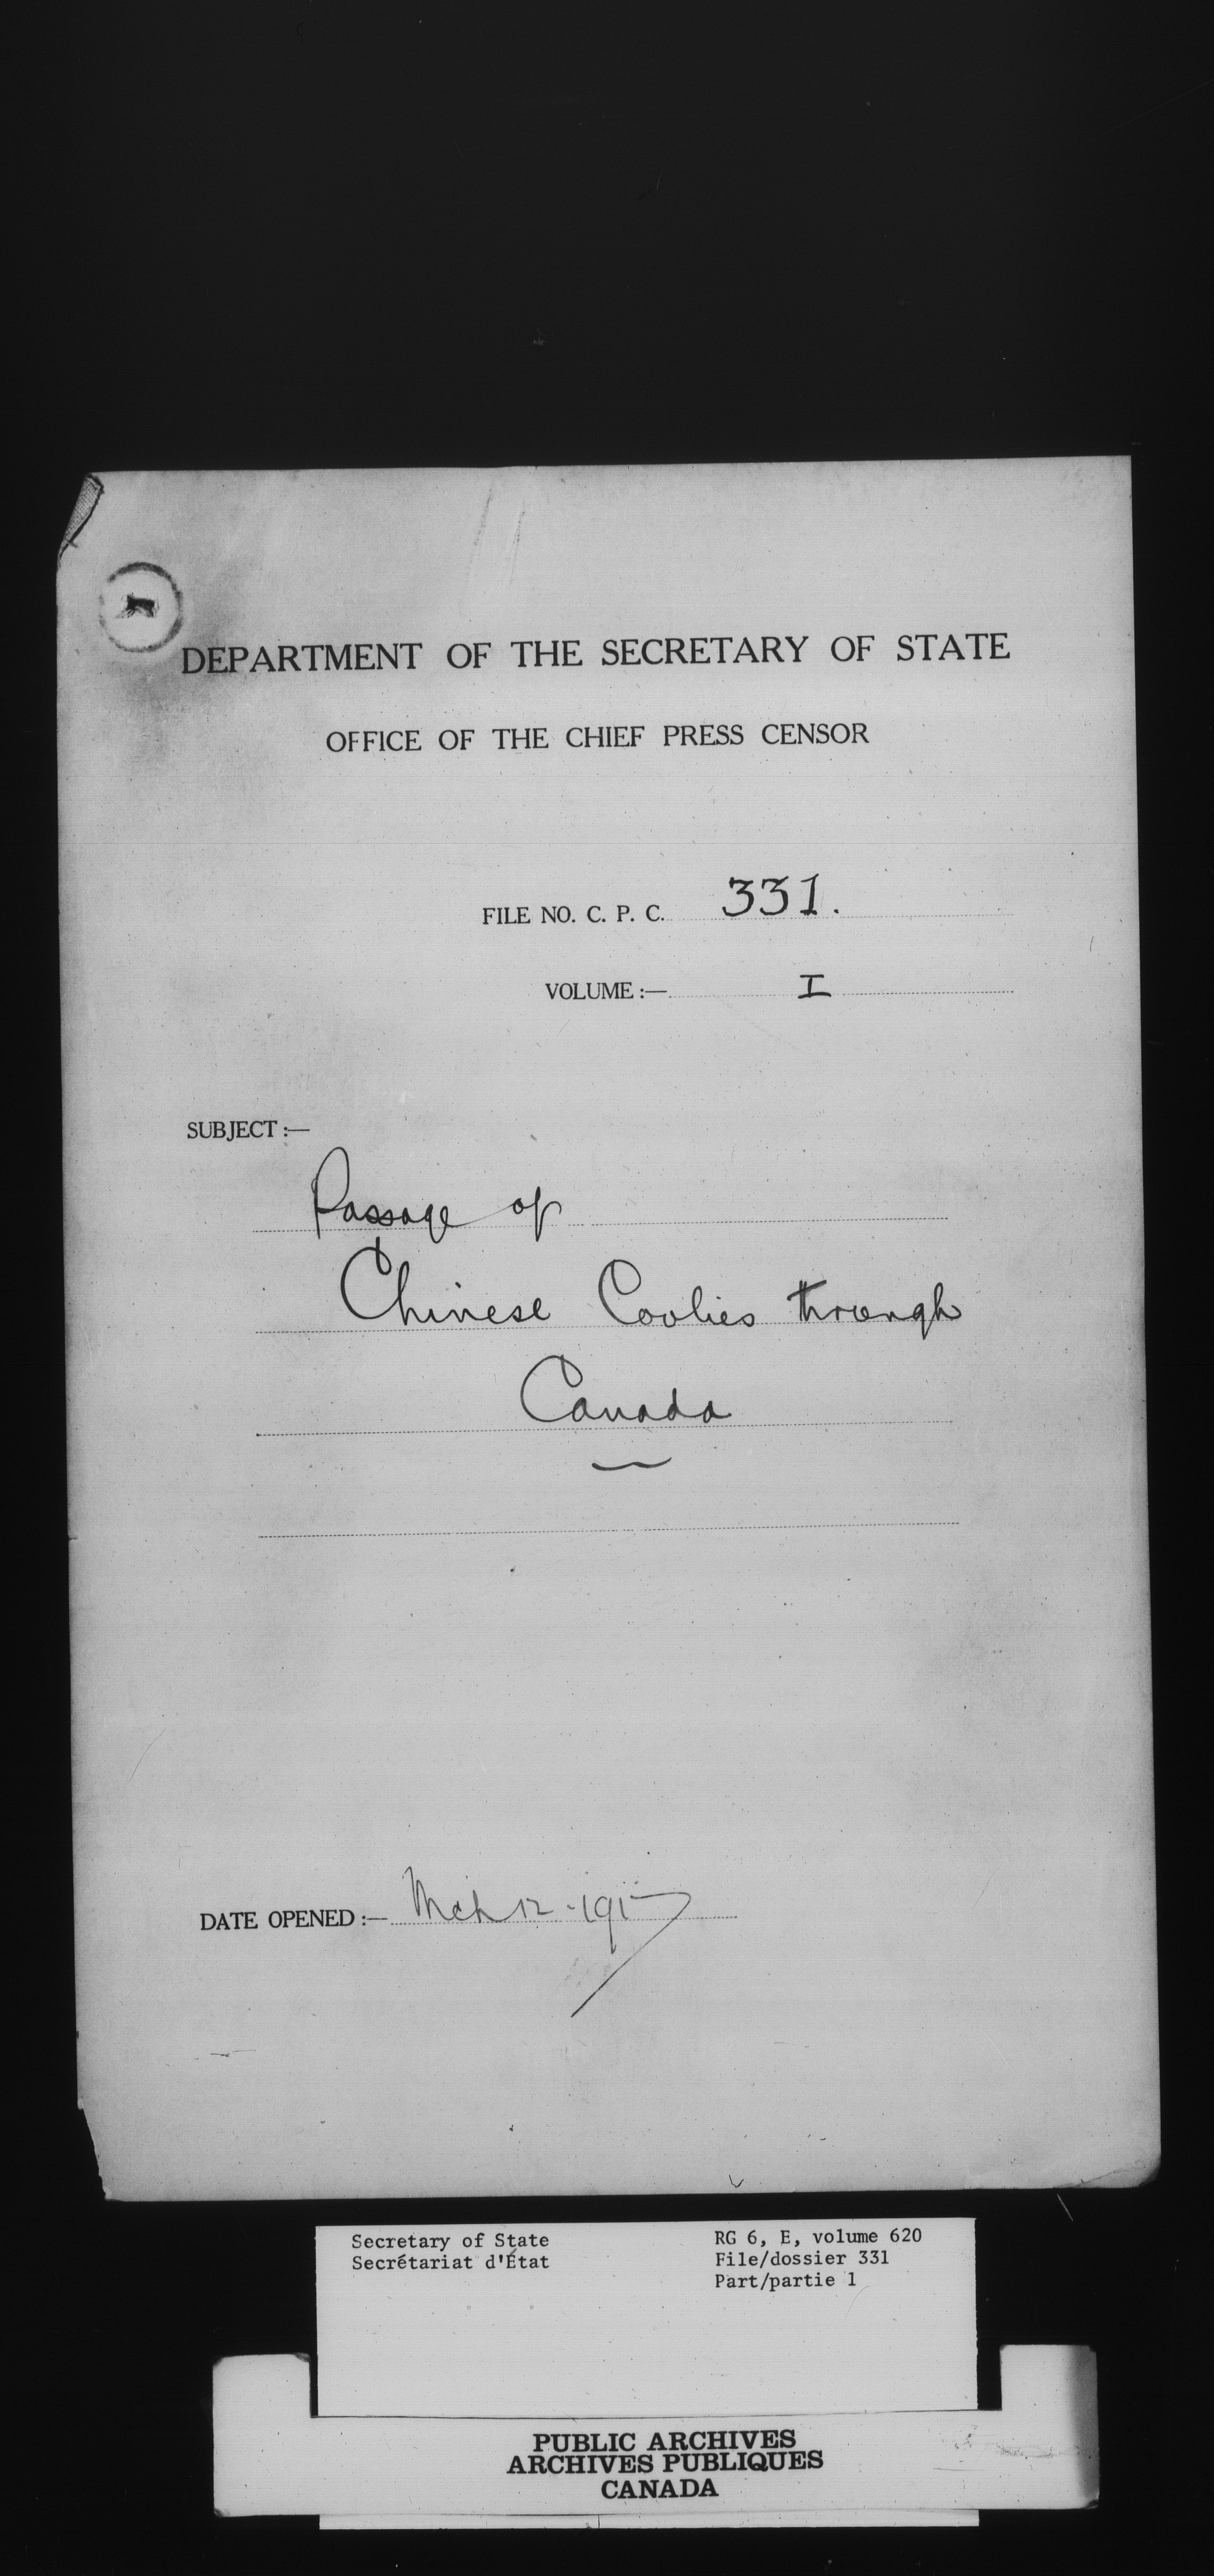 DEPARTMENT OF THE SECRETARY OF STATE
OFFICE OF THE CHIEF PRESS CENSOR
FILE NO. C. P. C. 331.
VOLUME :— I
SUBJECT :—
Passage of
Chinese Coolies through
Canada
DATE OPENED :— Mch 12 - 1917
Secretary of State
Secrétariat d'État
RG 6, E, volume 620
File/dossier 331
Part/partie 1
PUBLIC ARCHIVES
ARCHIVES PUBLIQUES
CANADA